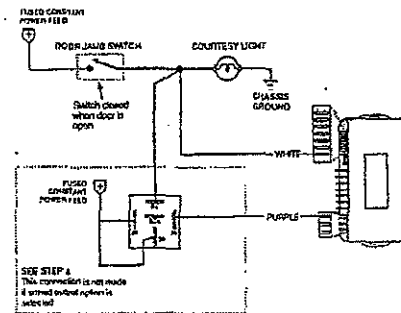 FUSED CONSTANT
POWER FEED
DOOR JAMB SWITCH
COURTESY LIGHT
Switch closed
when door is
open
CHASSIS
GROUND
WHITE
FUSED
CONSTANT
POWER FEED
PURPLE
SEE STEP
This connection is not made
if armed output option is
selected